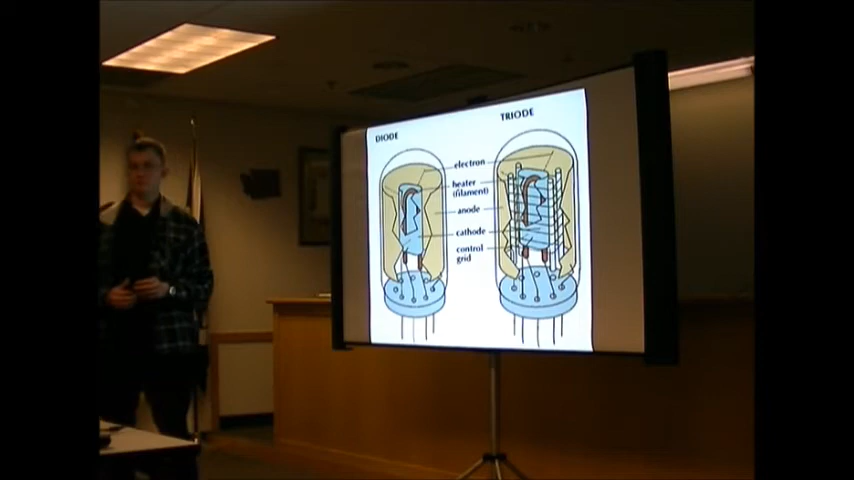 DIODE
TRIODE
electron
heater
(filament)
anode
cathode
control
grid